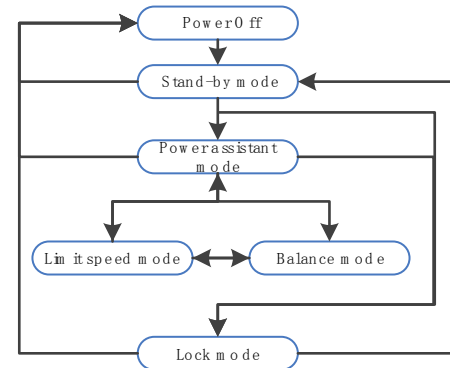 Power Off
Stand-by mode
Power assistant
mode
Limit speed mode
Balance mode
Lock mode